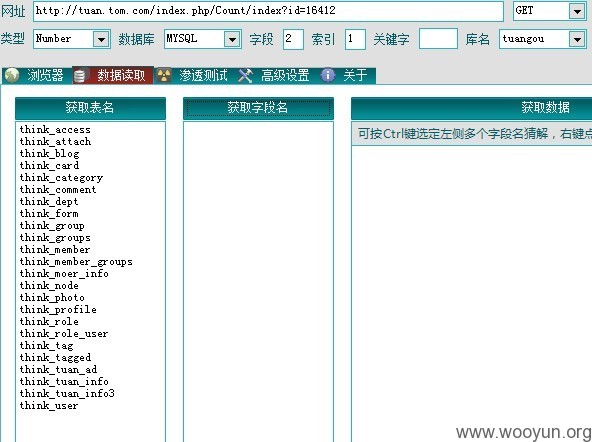 网址 http://tuan.tom.com/index.php/Count/index?id=16412 GET
类型 Number 数据库 MYSQL 字段 2 索引 1 关键字 库名 tuangou
浏览器 数据读取 渗透测试 高级设置 关于
获取表名 获取字段名 获取数据
可按Ctrl键选定左侧多个字段名猜解，右键点
think_access
think_attach
think_blog
think_card
think_category
think_comment
think_dept
think_form
think_group
think_groups
think_member
think_member_groups
think_moer_info
think_node
think_photo
think_profile
think_role
think_role_user
think_tag
think_tagged
think_tuan_ad
think_tuan_info
think_tuan_info3
think_user
www.wooyun.org